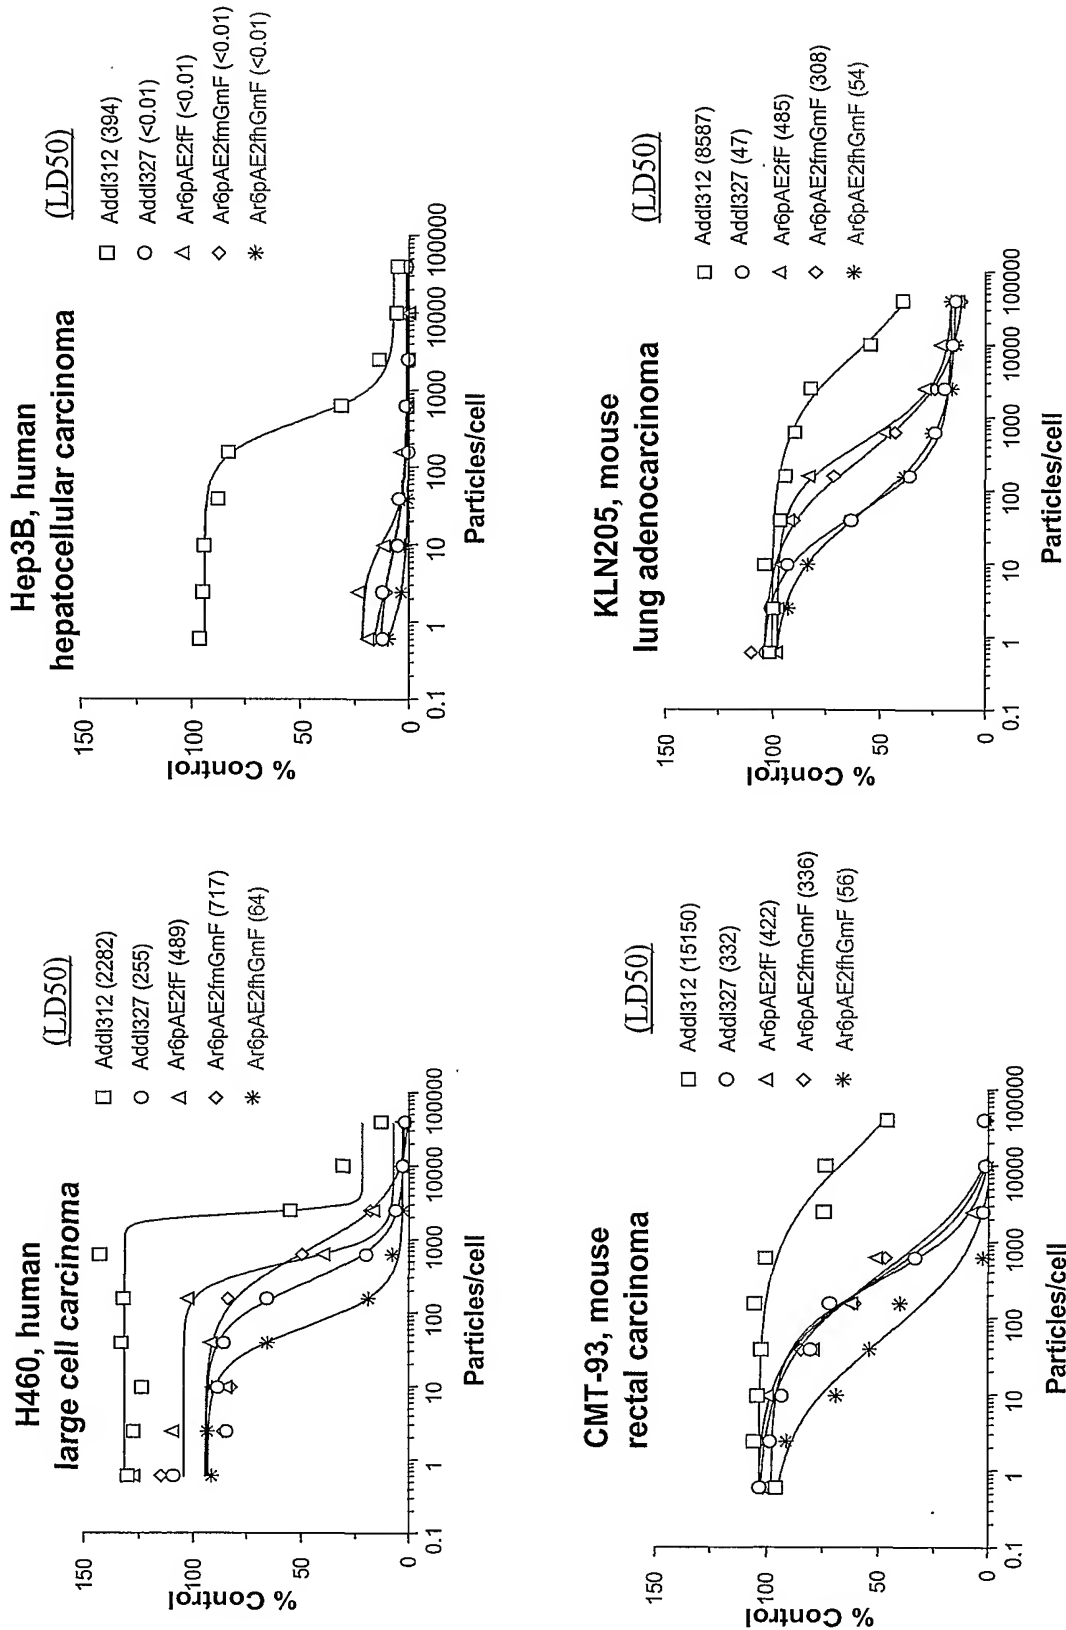 H460, human
large cell carcinoma
(LD50)
Addl312 (2282)
Addl327 (255)
Ar6pAE2fF (489)
Ar6pAE2fmGmF (717)
Ar6pAE2fhGmF (64)
% Control
150
100
50
0
0.1
1
10
100
1000
10000
100000
Particles/cell
Hep3B, human
hepatocellular carcinoma
(LD50)
Addl312 (394)
Addl327 (<0.01)
Ar6pAE2fF (<0.01)
Ar6pAE2fmGmF (<0.01)
Ar6pAE2fhGmF (<0.01)
% Control
150
100
50
0
0.1
1
10
100
1000
10000
100000
Particles/cell
CMT-93, mouse
rectal carcinoma
(LD50)
Addl312 (15150)
Addl327 (332)
Ar6pAE2fF (422)
Ar6pAE2fmGmF (336)
Ar6pAE2fhGmF (56)
% Control
150
100
50
0
0.1
1
10
100
1000
10000
100000
Particles/cell
KLN205, mouse
lung adenocarcinoma
(LD50)
Addl312 (8587)
Addl327 (47)
Ar6pAE2fF (485)
Ar6pAE2fmGmF (308)
Ar6pAE2fhGmF (54)
% Control
150
100
50
0
0.1
1
10
100
1000
10000
100000
Particles/cell